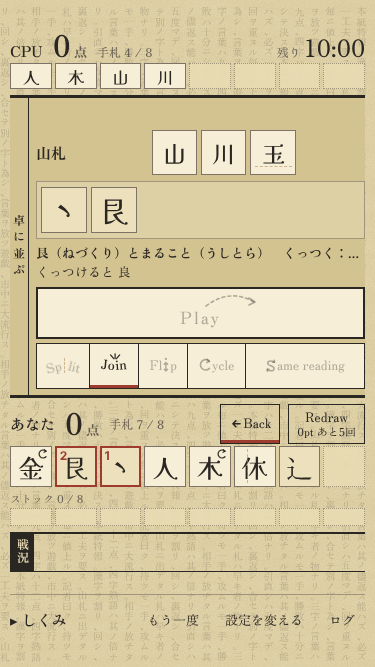 CPU 0点 手札 4 / 8 残り 10:00
人 木 山 川
山札 山 川 玉
卓に並ぶ
丶 艮
艮（ねづくり）とまること（うしとら） くっつく：…
くっつけると 良
Play
Split Join Flip Cycle Same reading
あなた 0点 手札 7 / 8 ←Back Redraw
0pt あと5回
金 2 艮 1 丶 人 木 休 辶
ストック 0 / 8
戦況
▶ しくみ もう一度 設定を変える ログ